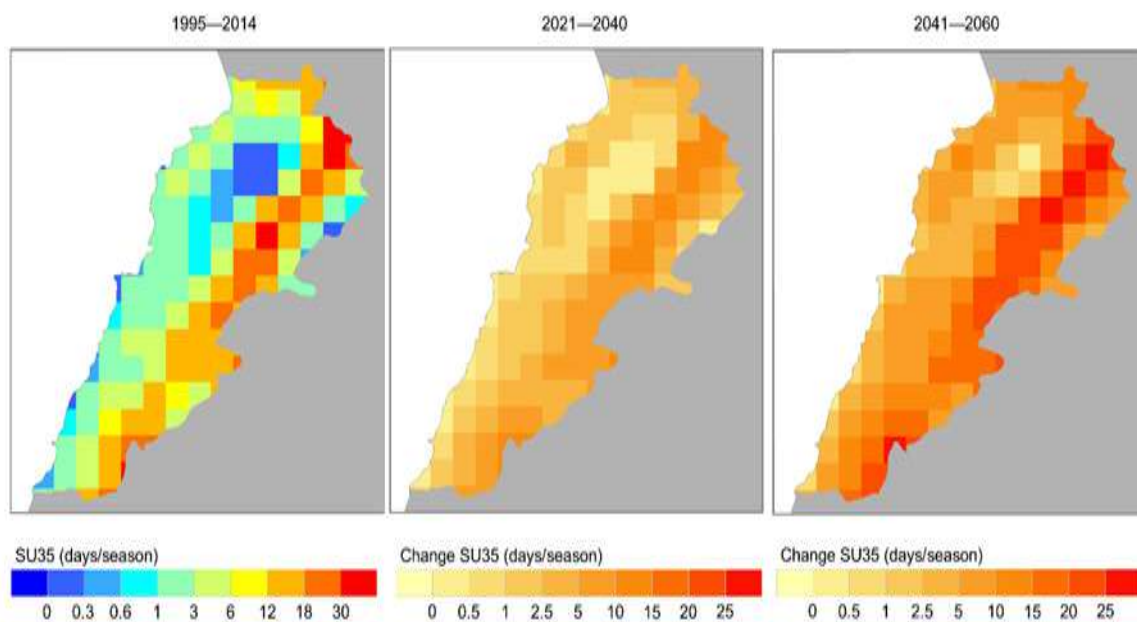 1995—2014
2021—2040
2041—2060
SU35 (days/season)
0 0.3 0.6 1 3 6 12 18 30
Change SU35 (days/season)
0 0.5 1 2.5 5 10 15 20 25
Change SU35 (days/season)
0 0.5 1 2.5 5 10 15 20 25